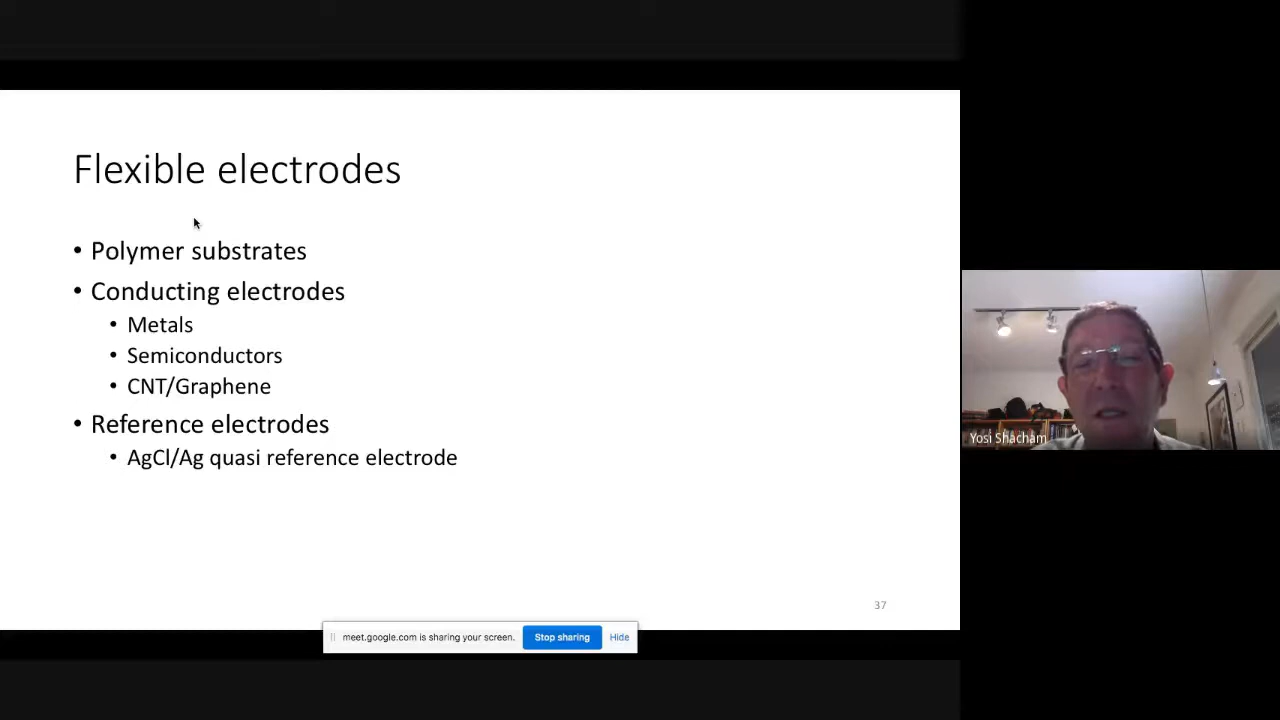 Flexible electrodes
• Polymer substrates
• Conducting electrodes
• Metals
• Semiconductors
• CNT/Graphene
• Reference electrodes
• AgCl/Ag quasi reference electrode
37
meet.google.com is sharing your screen. Stop sharing Hide
Yosi Shacham